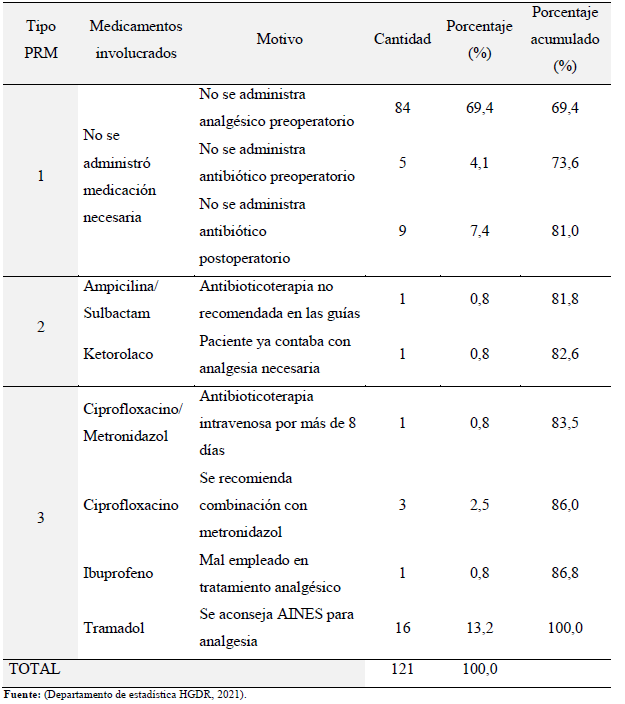 Tipo PRM Medicamentos involucrados Motivo Cantidad Porcentaje (%) Porcentaje acumulado (%)
1 No se administró medicación necesaria No se administra analgésico preoperatorio 84 69,4 69,4
No se administra antibiótico preoperatorio 5 4,1 73,6
No se administra antibiótico postoperatorio 9 7,4 81,0
2 Ampicilina/ Sulbactam Antibioticoterapia no recomendada en las guías 1 0,8 81,8
Ketorolaco Paciente ya contaba con analgesia necesaria 1 0,8 82,6
3 Ciprofloxacino/ Metronidazol Antibioticoterapia intravenosa por más de 8 días 1 0,8 83,5
Ciprofloxacino Se recomienda combinación con metronidazol 3 2,5 86,0
Ibuprofeno Mal empleado en tratamiento analgésico 1 0,8 86,8
Tramadol Se aconseja AINES para analgesia 16 13,2 100,0
TOTAL 121 100,0
Fuente: (Departamento de estadística HGDR, 2021).